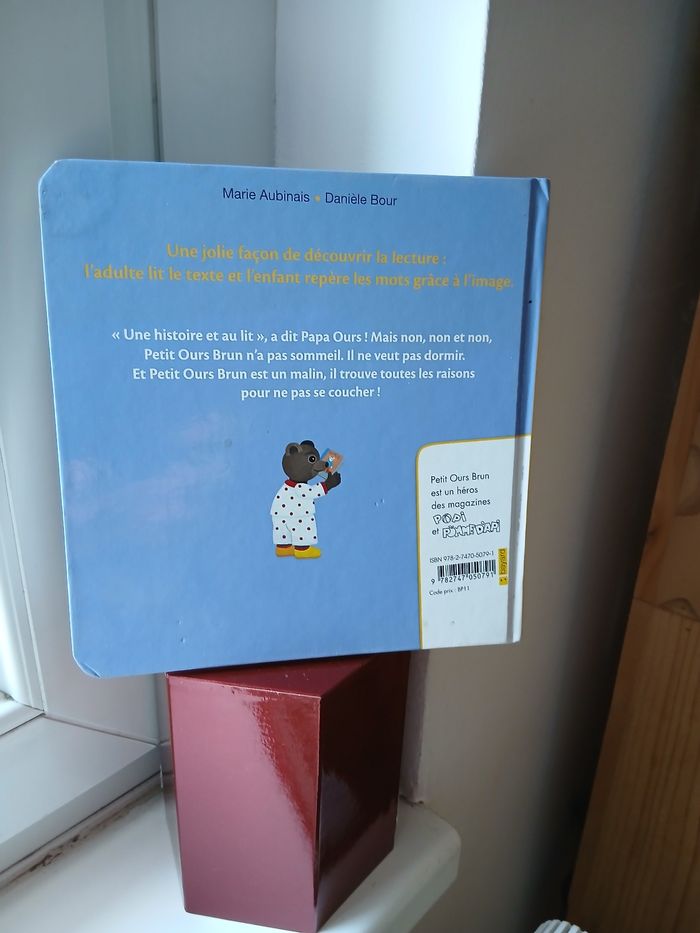 Marie Aubinais • Danièle Bour
Une jolie façon de découvrir la lecture :
l'adulte lit le texte et l'enfant repère les mots grâce à l'image.
« Une histoire et au lit », a dit Papa Ours ! Mais non, non et non,
Petit Ours Brun n'a pas sommeil. Il ne veut pas dormir.
Et Petit Ours Brun est un malin, il trouve toutes les raisons
pour ne pas se coucher !
Petit Ours Brun
est un héros
des magazines
POPI
et POMME D'API
ISBN 978-2-7470-5079-1
bayard
9 782747 050791
Code prix : BP11